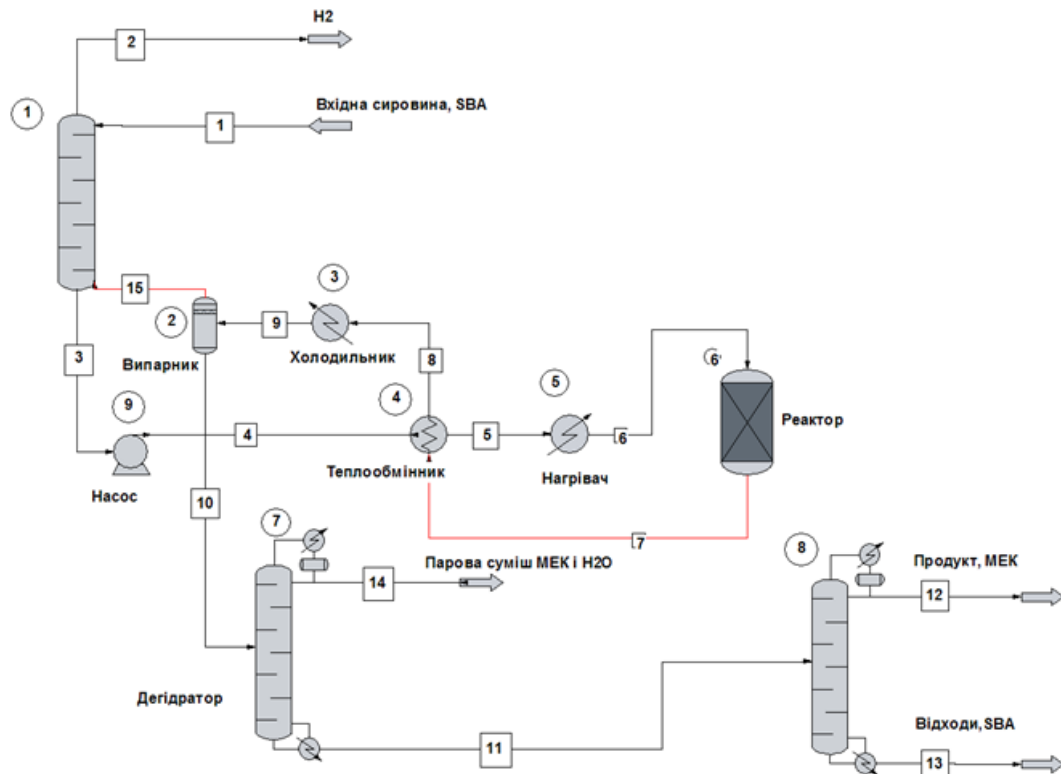 H2
2
1
Вхідна сировина, SBA
1
15
3
2
9
Холодильник
8
Випарник
3
4
5
6
9
4
5
6
Реактор
Теплообмінник
Нагрівач
Насос
10
7
7
Парова суміш МЕК і Н2О
14
8
Продукт, МЕК
12
Дегідратор
11
Відходи,SBA
13